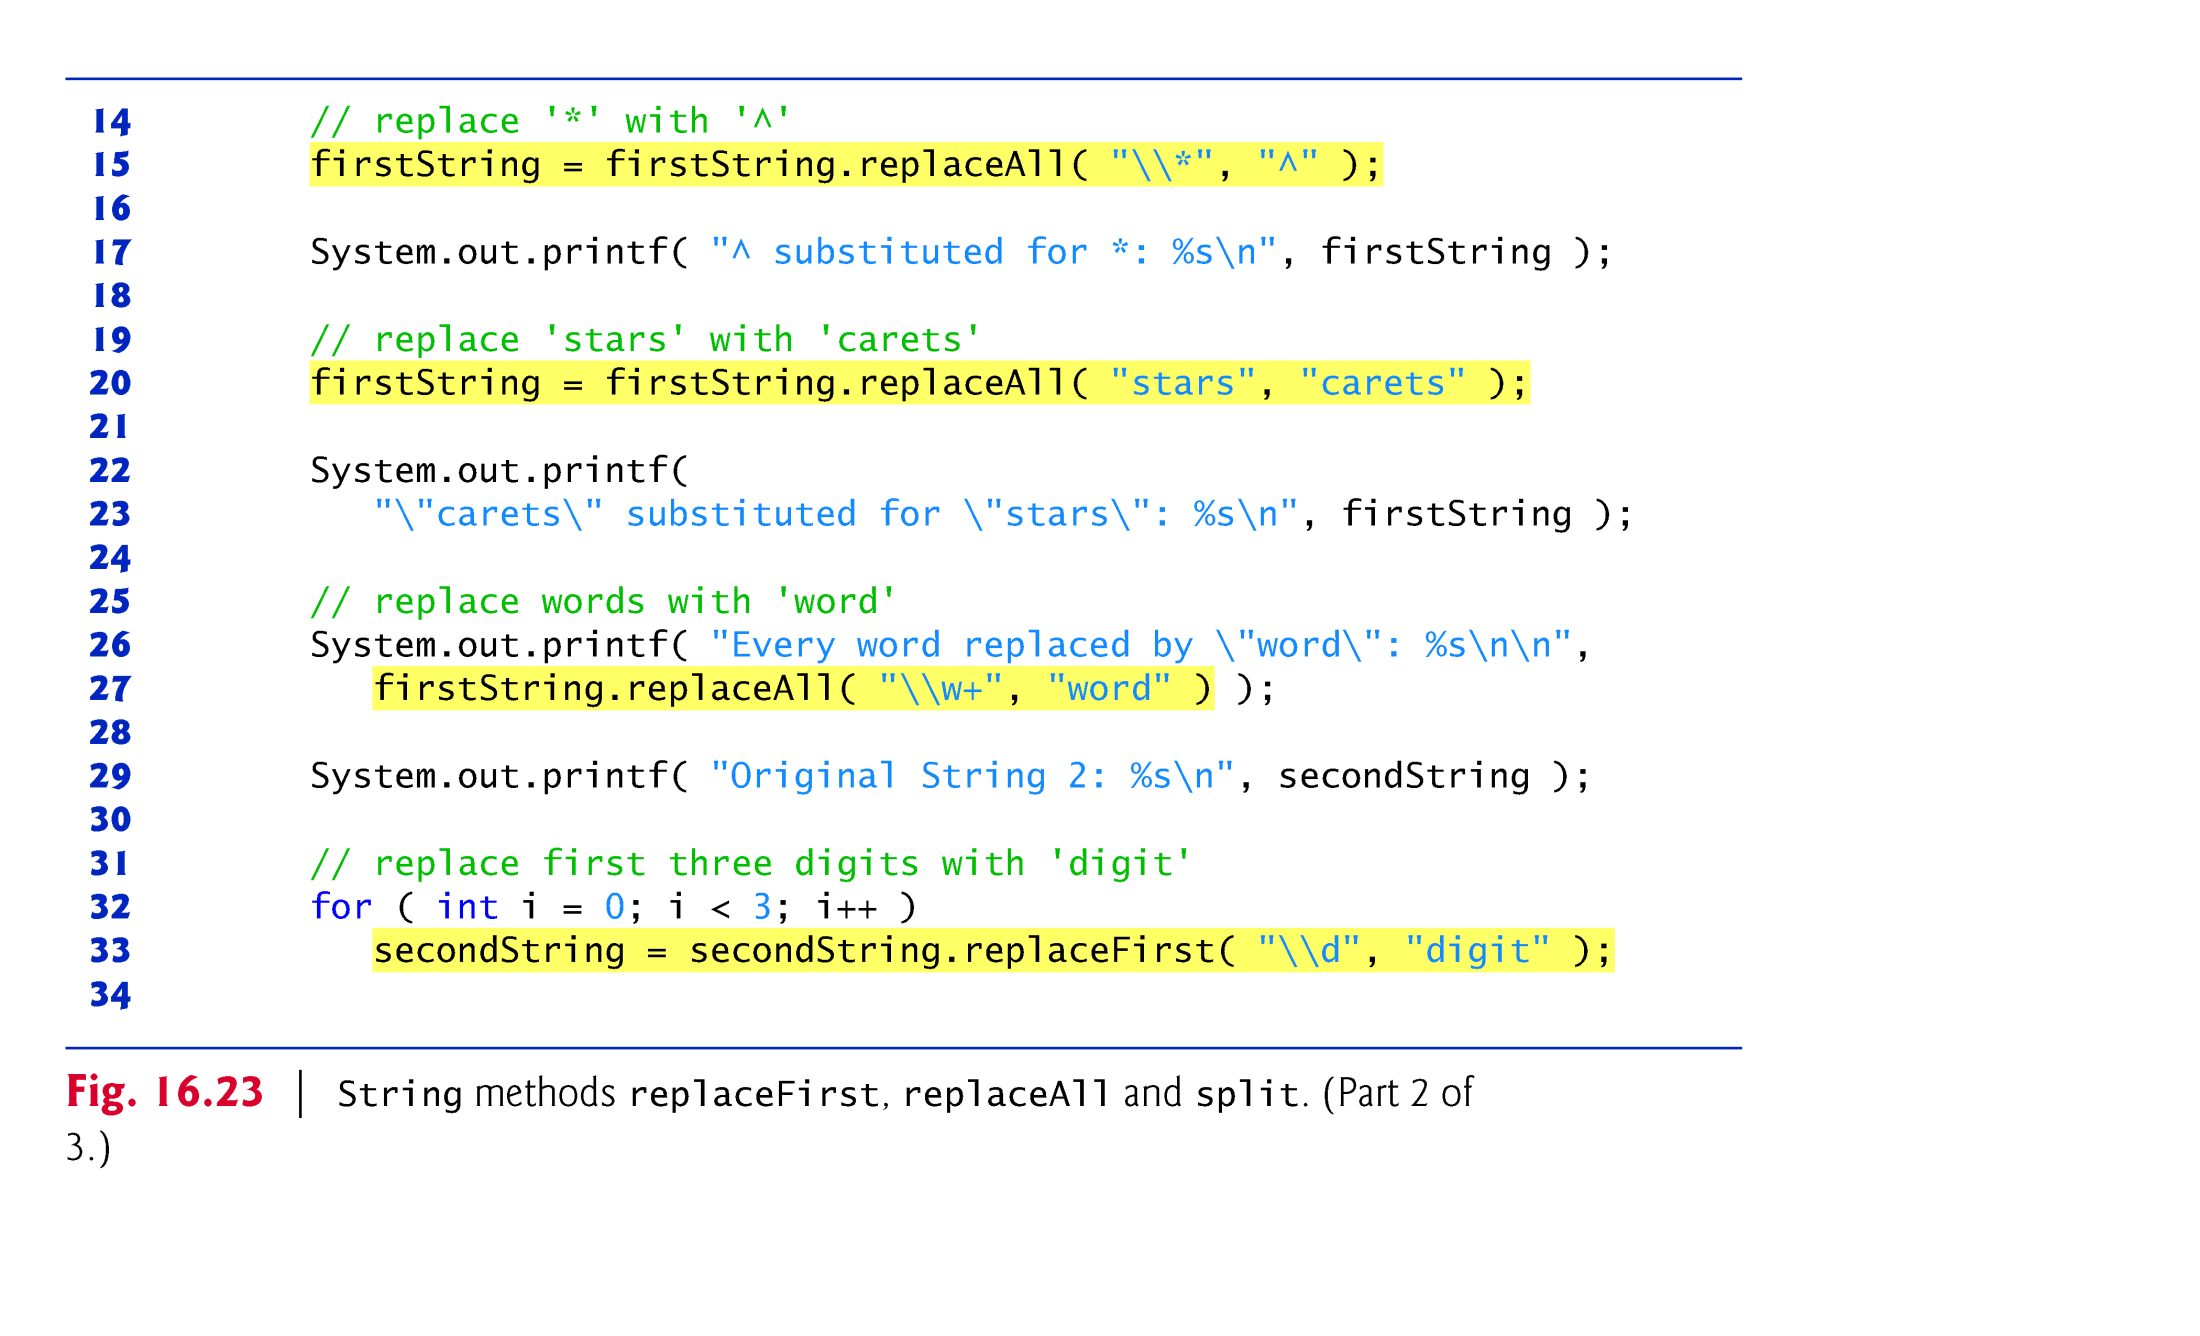 14 // replace '*' with '^'
15 firstString = firstString.replaceAll( "\\*", "^" );
16
17 System.out.printf( "^ substituted for *: %s\n", firstString );
18
19 // replace 'stars' with 'carets'
20 firstString = firstString.replaceAll( "stars", "carets" );
21
22 System.out.printf(
23    "\"carets\" substituted for \"stars\": %s\n", firstString );
24
25 // replace words with 'word'
26 System.out.printf( "Every word replaced by \"word\": %s\n\n",
27    firstString.replaceAll( "\\w+", "word" ) );
28
29 System.out.printf( "Original String 2: %s\n", secondString );
30
31 // replace first three digits with 'digit'
32 for ( int i = 0; i < 3; i++ )
33    secondString = secondString.replaceFirst( "\\d", "digit" );
34
Fig. 16.23 | String methods replaceFirst, replaceAll and split. (Part 2 of
3.)